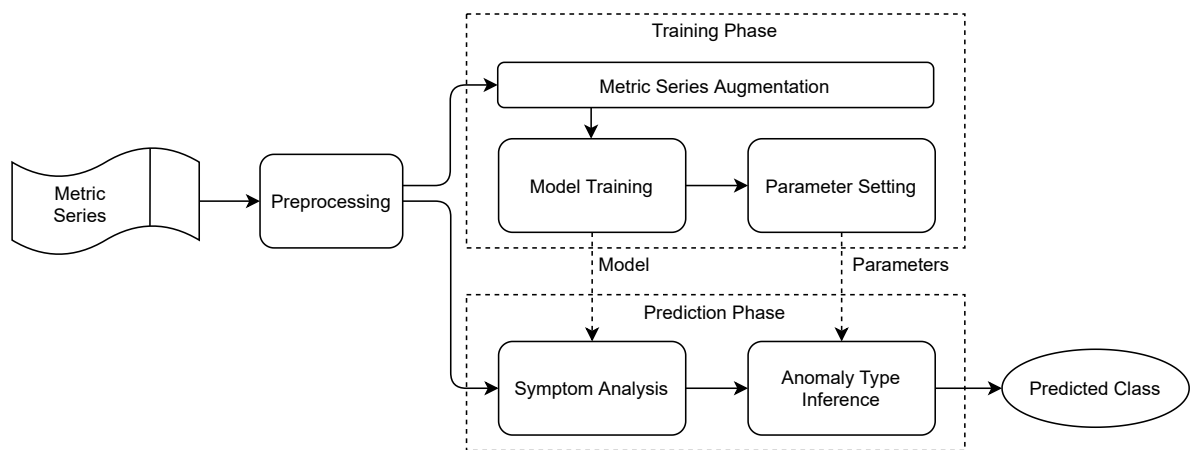 Training Phase
Metric Series Augmentation
Metric
Series
Preprocessing
Model Training
Parameter Setting
Model
Parameters
Prediction Phase
Symptom Analysis
Anomaly Type
Inference
Predicted Class